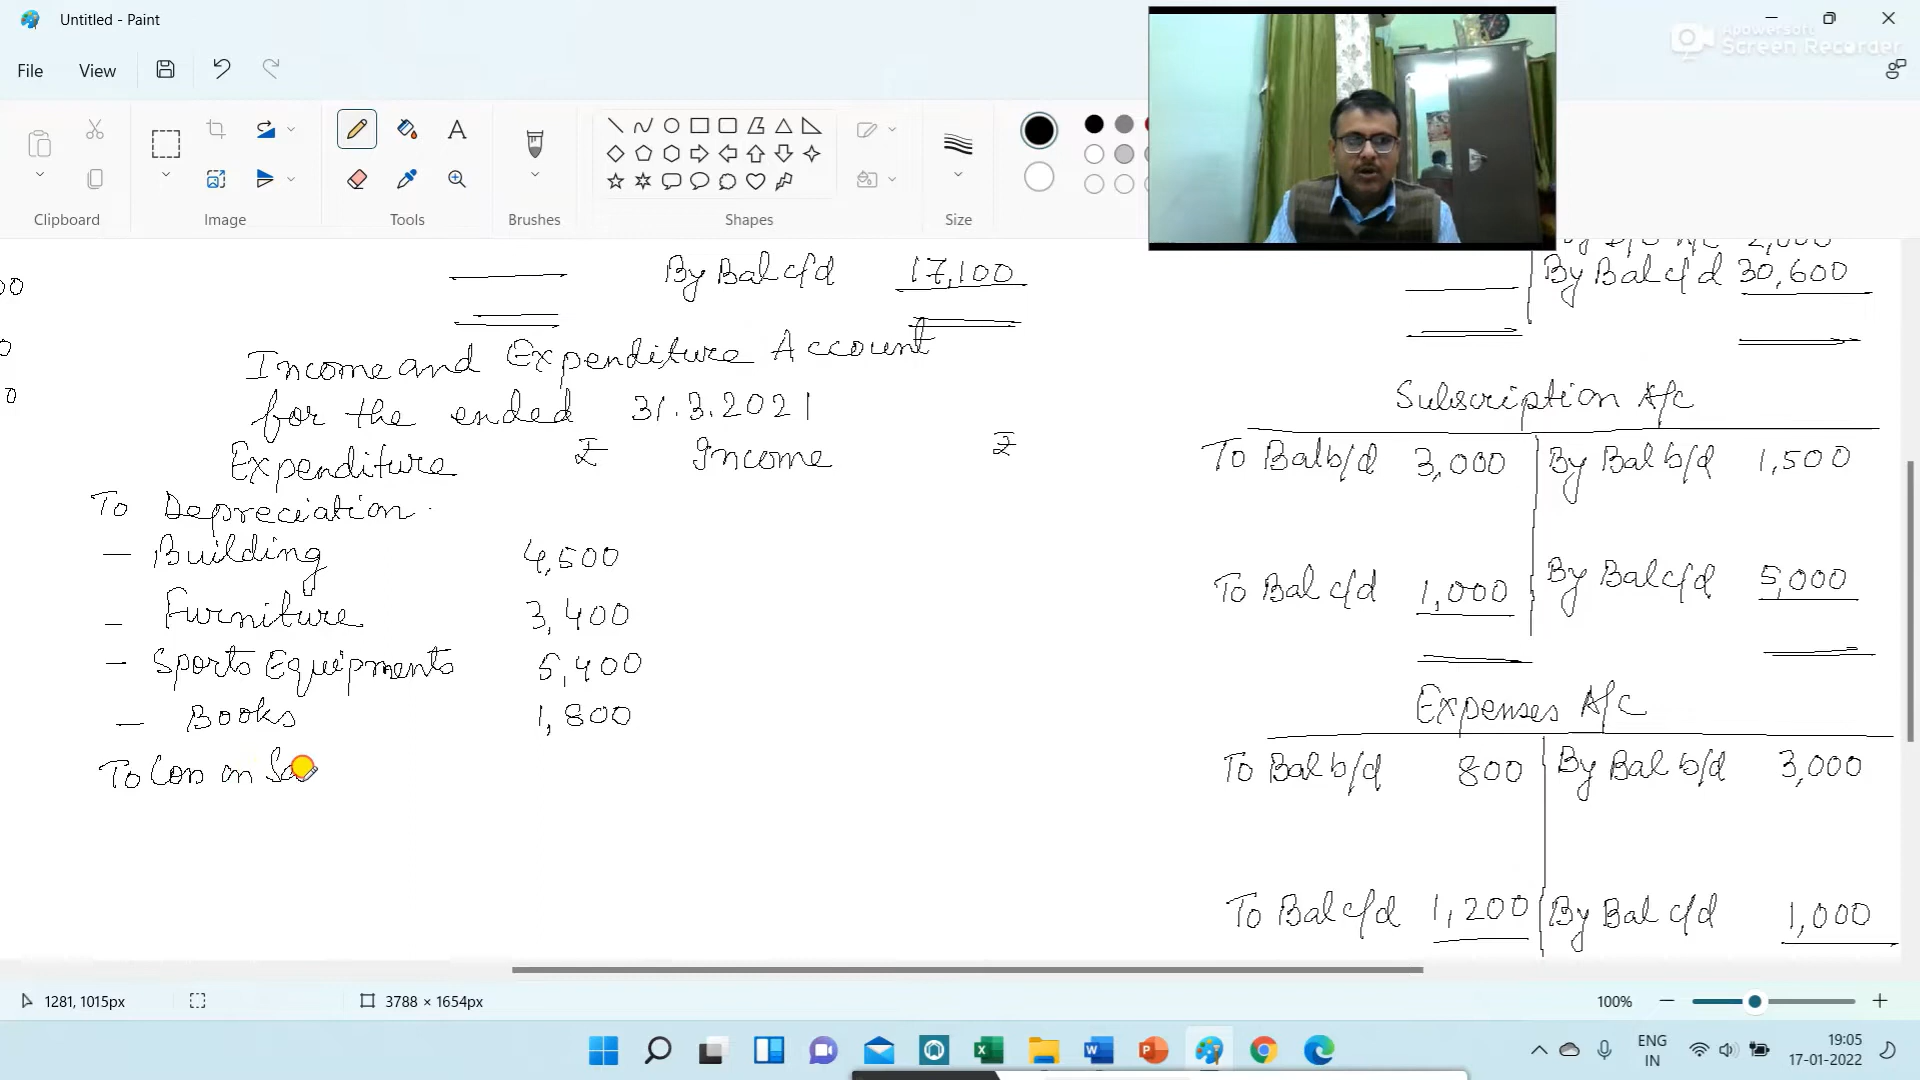 Untitled - Paint
Apowersoft
Screen Recorder
File View
Clipboard Image Tools Brushes Shapes Size
By Bal c/d 17,100
By Bal c/d 30,600
Income and Expenditure Account
for the ended 31.3.2021
Expenditure ₹ Income ₹
To Depreciation
- Building 4,500
- Furniture 3,400
- Sports Equipments 5,400
- Books 1,800
To Loss on Sa
Subscription A/c
To Bal b/d 3,000 By Bal b/d 1,500
To Bal c/d 1,000 By Bal c/d 5,000
Expenses A/c
To Bal b/d 800 By Bal b/d 3,000
To Bal c/d 1,200 By Bal c/d 1,000
1281, 1015px 3788 × 1654px 100%
ENG
IN
19:05
17-01-2022